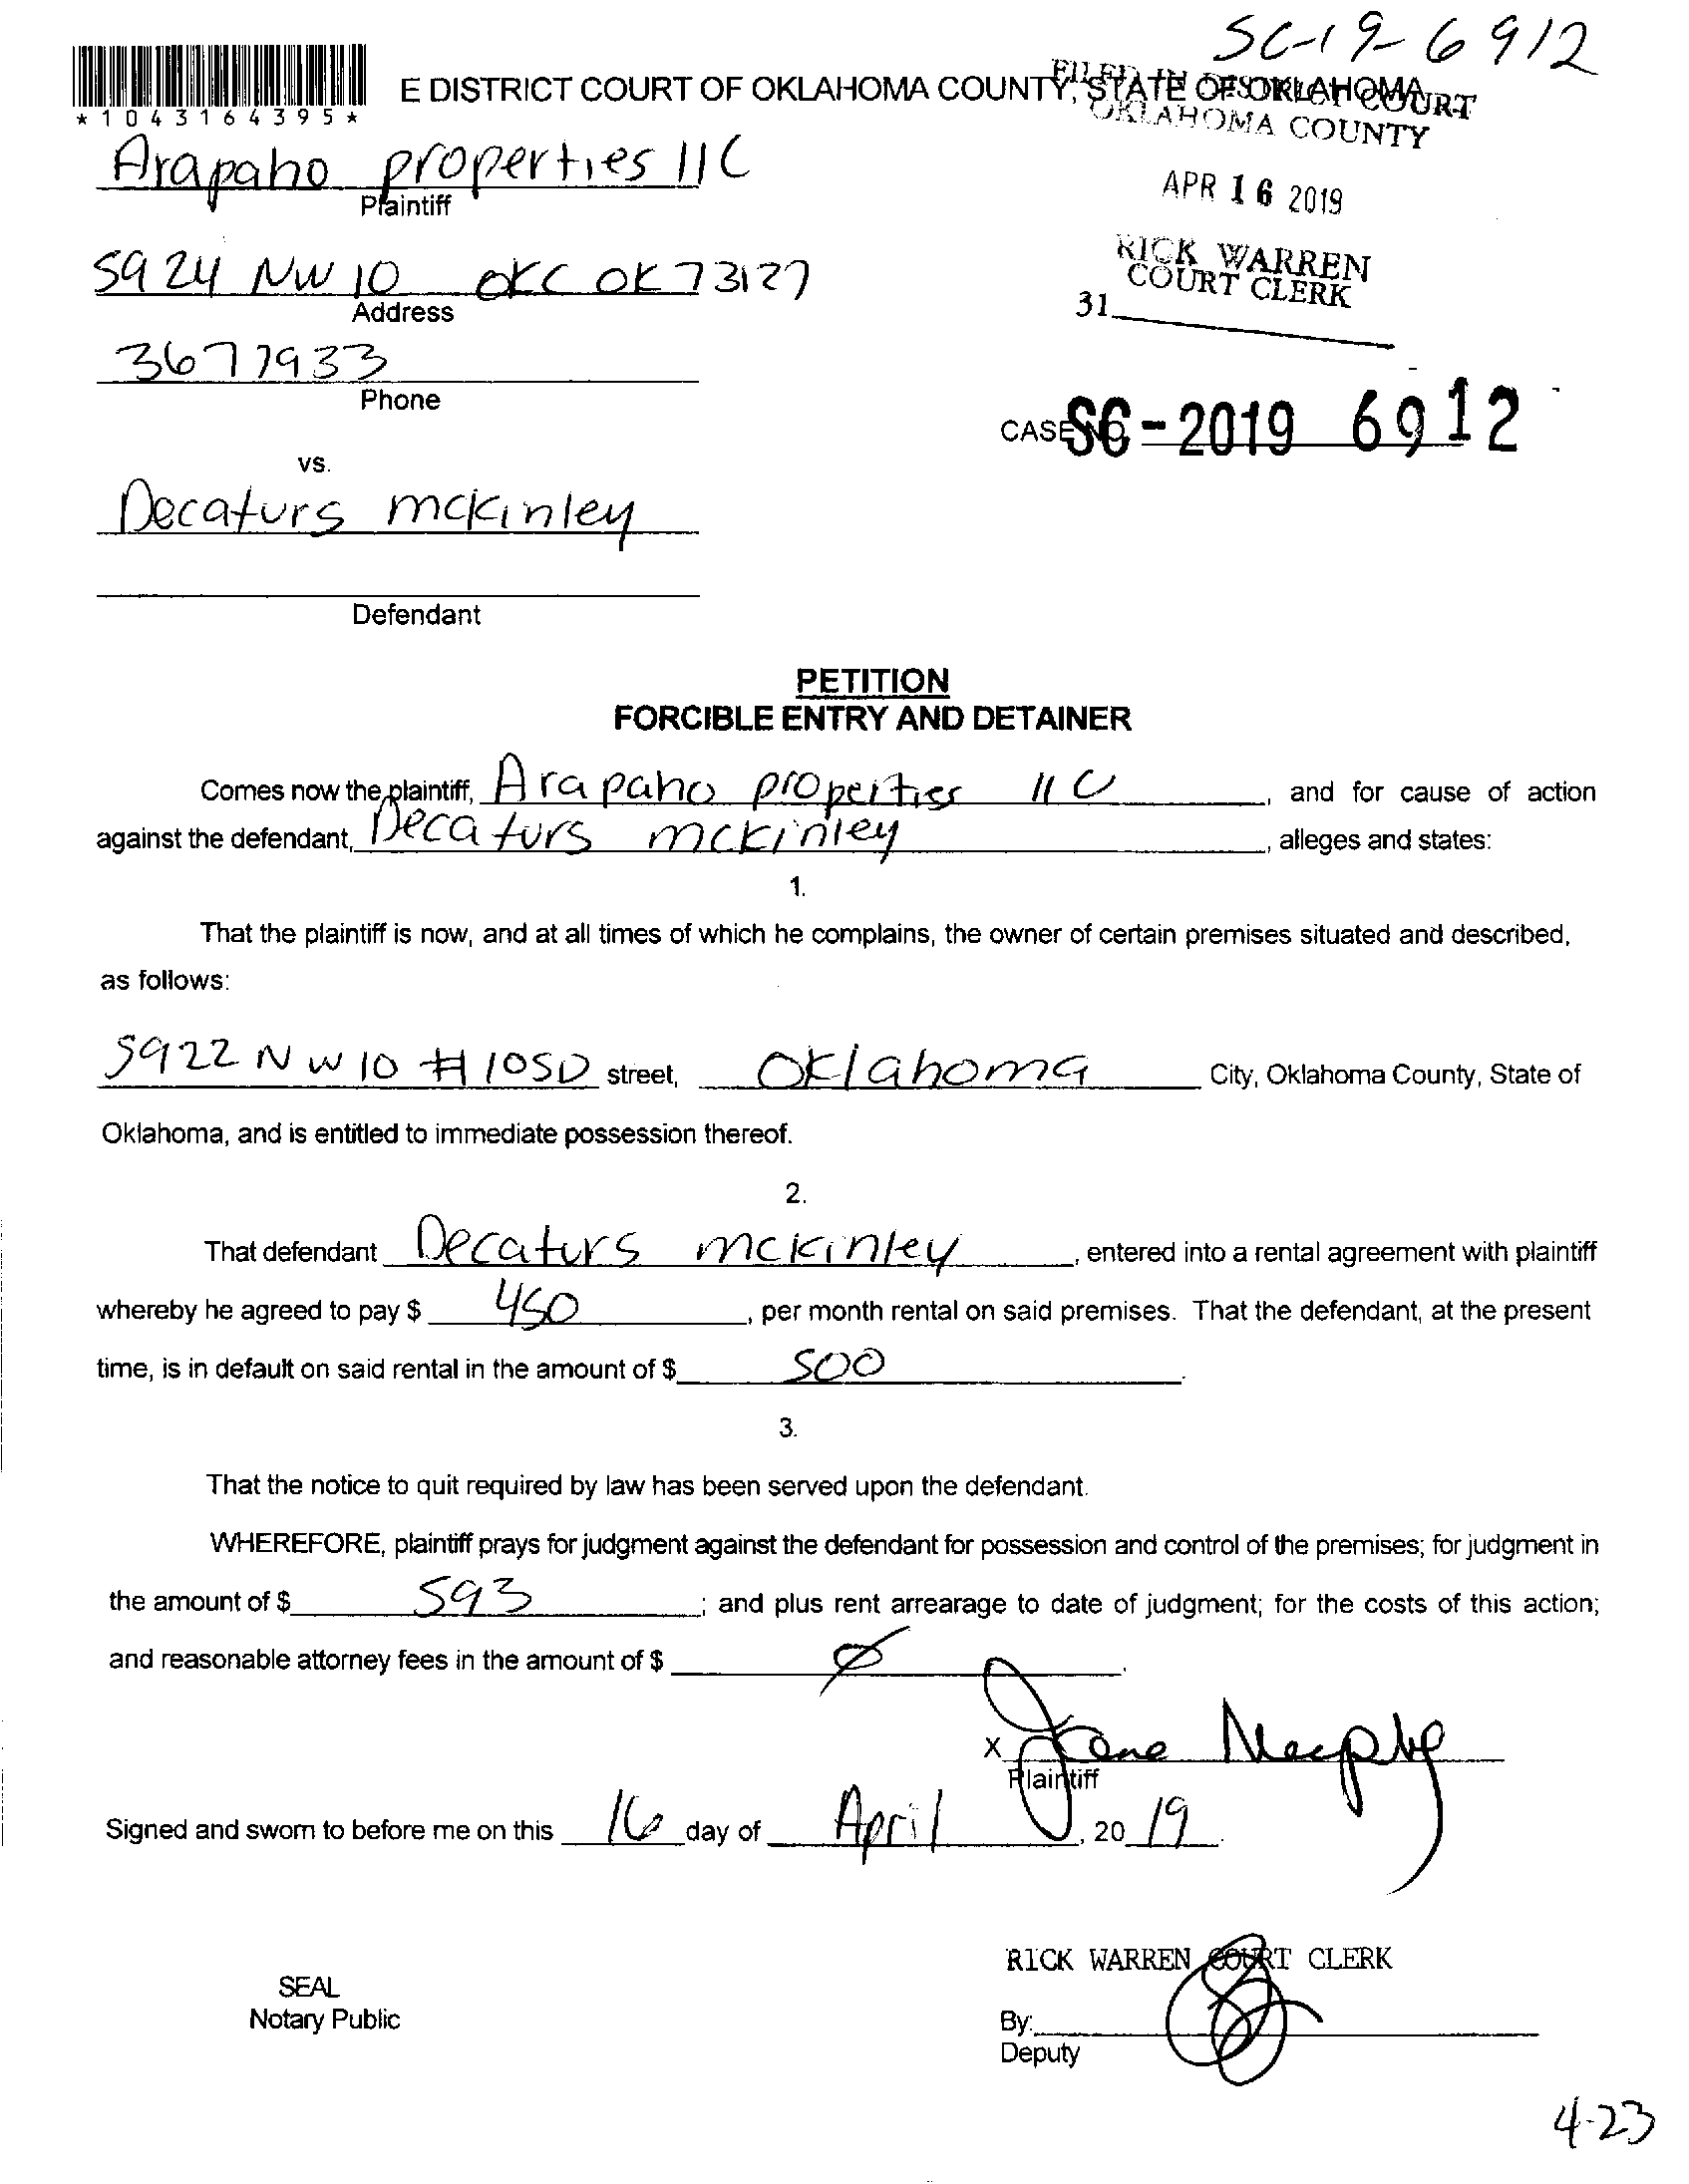 SC-19-6912
E DISTRICT COURT OF OKLAHOMA COUNTY, STATE OF OKLAHOMA
FILED IN DISTRICT COURT
OKLAHOMA COUNTY
*1043164395*
Arapaho properties llC
Plaintiff
APR 16 2019
RICK WARREN
COURT CLERK
31
5924 NW 10 OKC OK 73127
Address
3677933
Phone
CASE NO. SC-2019 6912
vs.
Decaturs mckinley
Defendant
PETITION
FORCIBLE ENTRY AND DETAINER
Comes now the plaintiff, Arapaho properties llC, and for cause of action
against the defendant, Decaturs mckinley, alleges and states:
1.
That the plaintiff is now, and at all times of which he complains, the owner of certain premises situated and described,
as follows:
5922 NW 10 #105D street, Oklahoma City, Oklahoma County, State of
Oklahoma, and is entitled to immediate possession thereof.
2.
That defendant Decaturs mckinley, entered into a rental agreement with plaintiff
whereby he agreed to pay $ 450, per month rental on said premises. That the defendant, at the present
time, is in default on said rental in the amount of $ 500.
3.
That the notice to quit required by law has been served upon the defendant.
WHEREFORE, plaintiff prays for judgment against the defendant for possession and control of the premises; for judgment in
the amount of $ 593; and plus rent arrearage to date of judgment; for the costs of this action;
and reasonable attorney fees in the amount of $ Ø.
X Jane
Plaintiff
Signed and sworn to before me on this 16 day of April, 20 19.
RICK WARREN COURT CLERK
SEAL
Notary Public
By:
Deputy
4-23